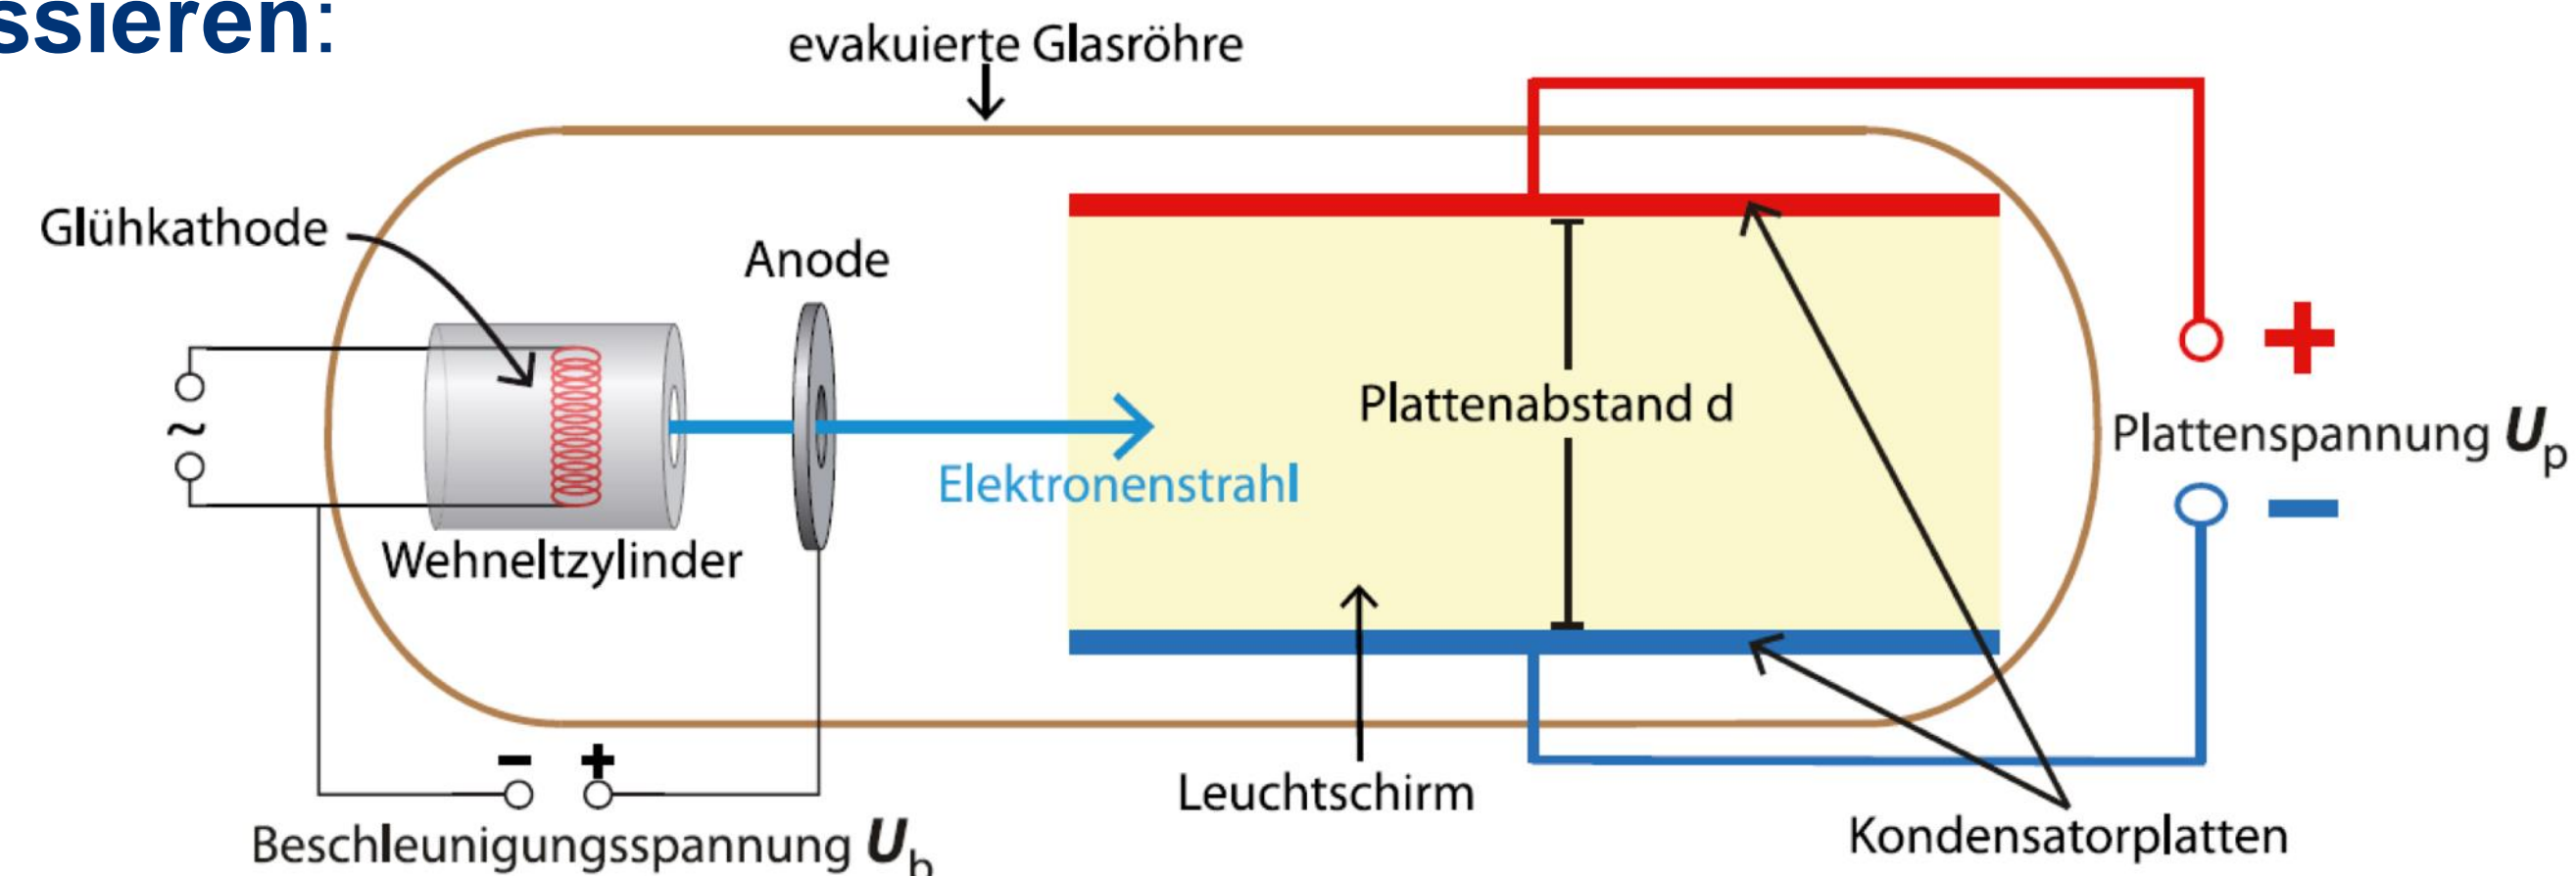 ssieren:
evakuierte Glasröhre
Glühkathode
Anode
~
Wehneltzylinder
Elektronenstrahl
Plattenabstand d
+
Plattenspannung Up
−
− +
Beschleunigungsspannung Ub
Leuchtschirm
Kondensatorplatten